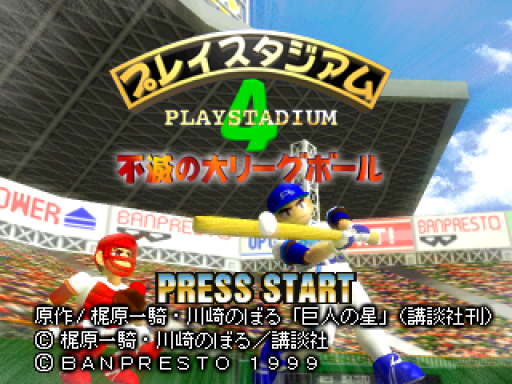 プレイスタジアム
4
PLAYSTADIUM
不滅の大リーグボール
POWER
BANPRESTO
BANPRESTO
PRESS START
原作/梶原一騎・川崎のぼる「巨人の星」(講談社刊)
© 梶原一騎・川崎のぼる/講談社
© BANPRESTO 1999